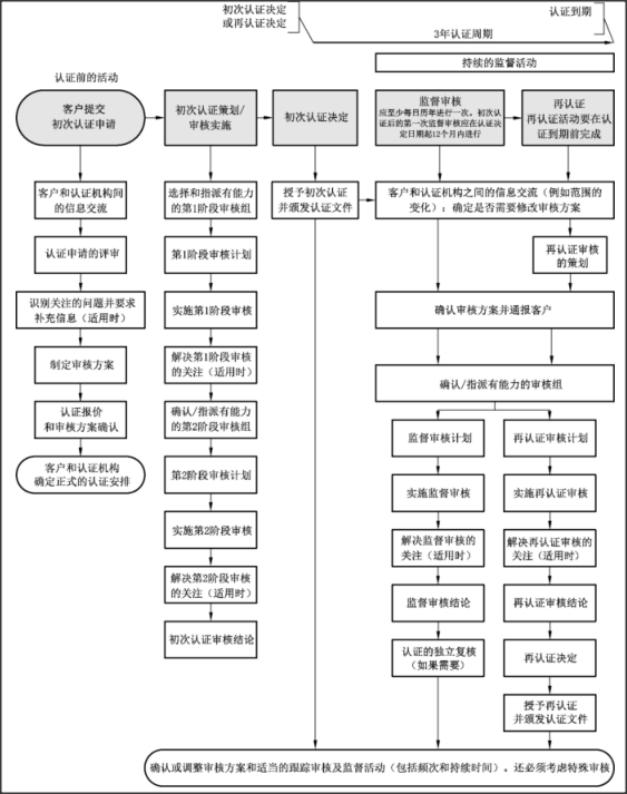 初次认证决定
或再认证决定
认证到期
3年认证周期
持续的监督活动
认证前的活动
客户提交
初次认证申请
初次认证策划/
审核实施
初次认证决定
监督审核
应至少每日历年进行一次。初次认
证后的第一次监督审核应在认证决
定日期起12个月内进行
再认证
再认证活动要在认
证到期前完成
客户和认证机构间
的信息交流
认证申请的评审
识别关注的问题并要求
补充信息（适用时）
制定审核方案
认证报价
和审核方案确认
客户和认证机构
确定正式的认证安排
选择和指派有能力
的第1阶段审核组
第1阶段审核计划
实施第1阶段审核
解决第1阶段审核
的关注（适用时）
确认/指派有能力
的第2阶段审核组
第2阶段审核计划
实施第2阶段审核
解决第2阶段审核
的关注（适用时）
初次认证审核结论
授予初次认证
并颁发认证文件
客户和认证机构之间的信息交流（例如范围的
变化）；确定是否需要修改审核方案
再认证审核
的策划
确认审核方案并通报客户
确认/指派有能力的审核组
监督审核计划
实施监督审核
解决监督审核的
关注（适用时）
监督审核结论
认证的独立复核
（如果需要）
再认证审核计划
实施再认证审核
解决再认证审核的
关注（适用时）
再认证审核结论
再认证决定
授予再认证
并颁发认证文件
确认或调整审核方案和适当的跟踪审核及监督活动（包括频次和持续时间）。还必须考虑特殊审核